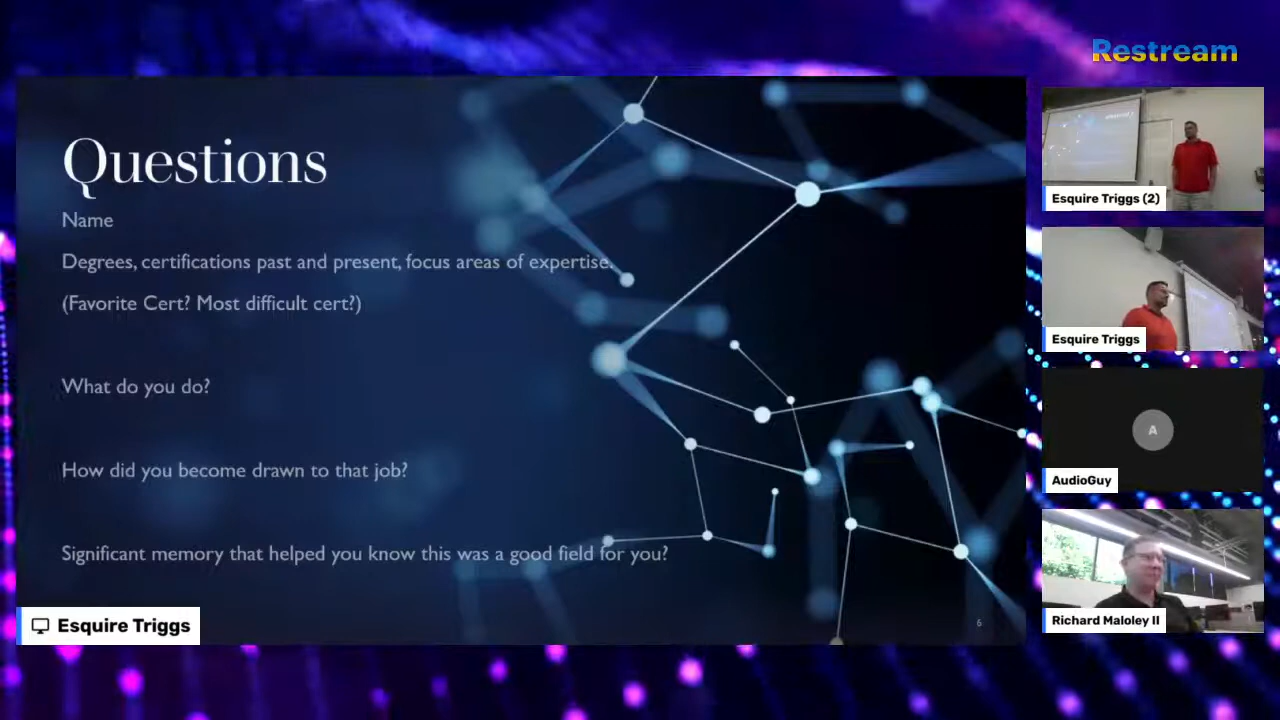 Restream
Questions
Name
Degrees, certifications past and present, focus areas of expertise.
(Favorite Cert? Most difficult cert?)
What do you do?
How did you become drawn to that job?
Significant memory that helped you know this was a good field for you?
6
Esquire Triggs
Esquire Triggs (2)
Esquire Triggs
A
AudioGuy
Richard Maloley II